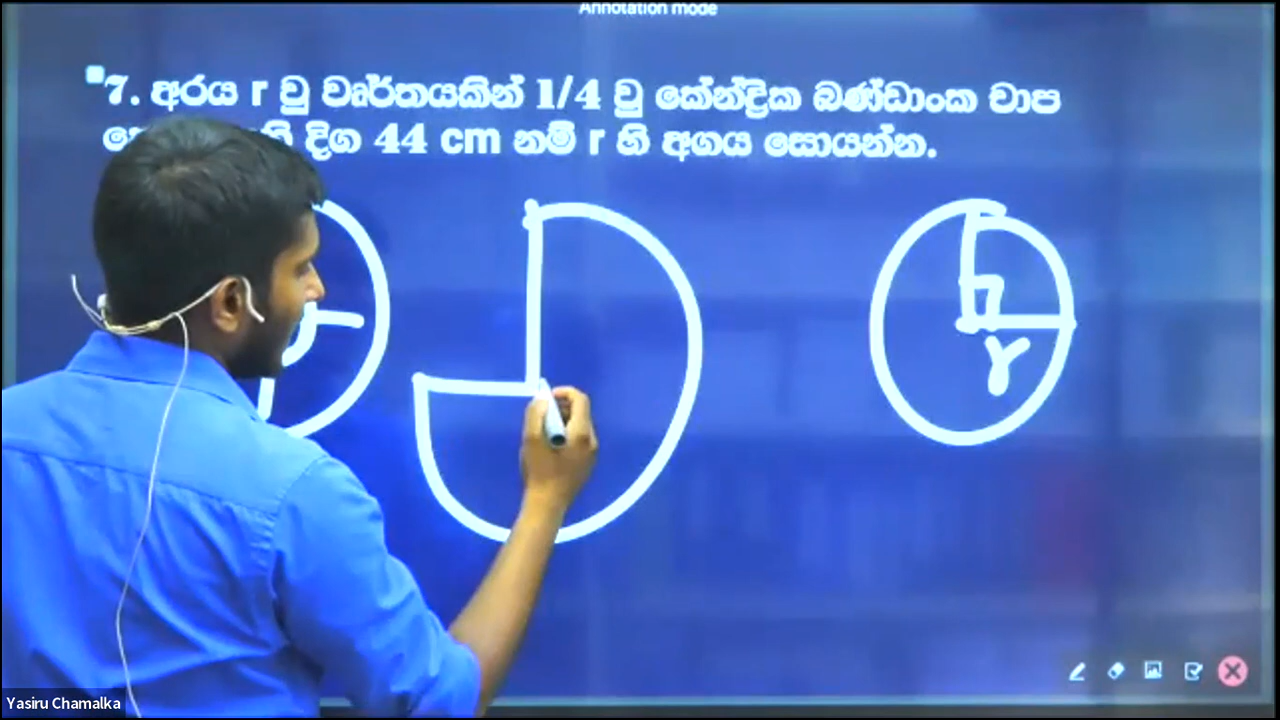 Annotation mode
7. අරය r වු වෘර්තයකින් 1/4 වු කේන්ද්‍රික ඛණ්ඩාංක චාප
දිග 44 cm නම් r හි අගය සොයන්න.
r
Yasiru Chamalka